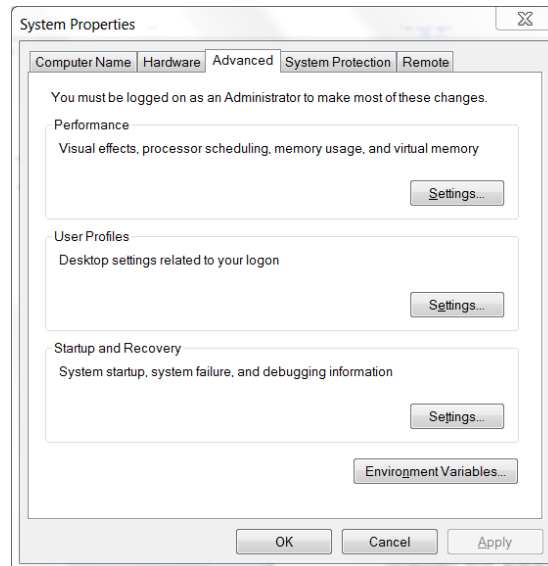 System Properties
Computer Name Hardware Advanced System Protection Remote
You must be logged on as an Administrator to make most of these changes.
Performance
Visual effects, processor scheduling, memory usage, and virtual memory
Settings...
User Profiles
Desktop settings related to your logon
Settings...
Startup and Recovery
System startup, system failure, and debugging information
Settings...
Environment Variables...
OK Cancel Apply